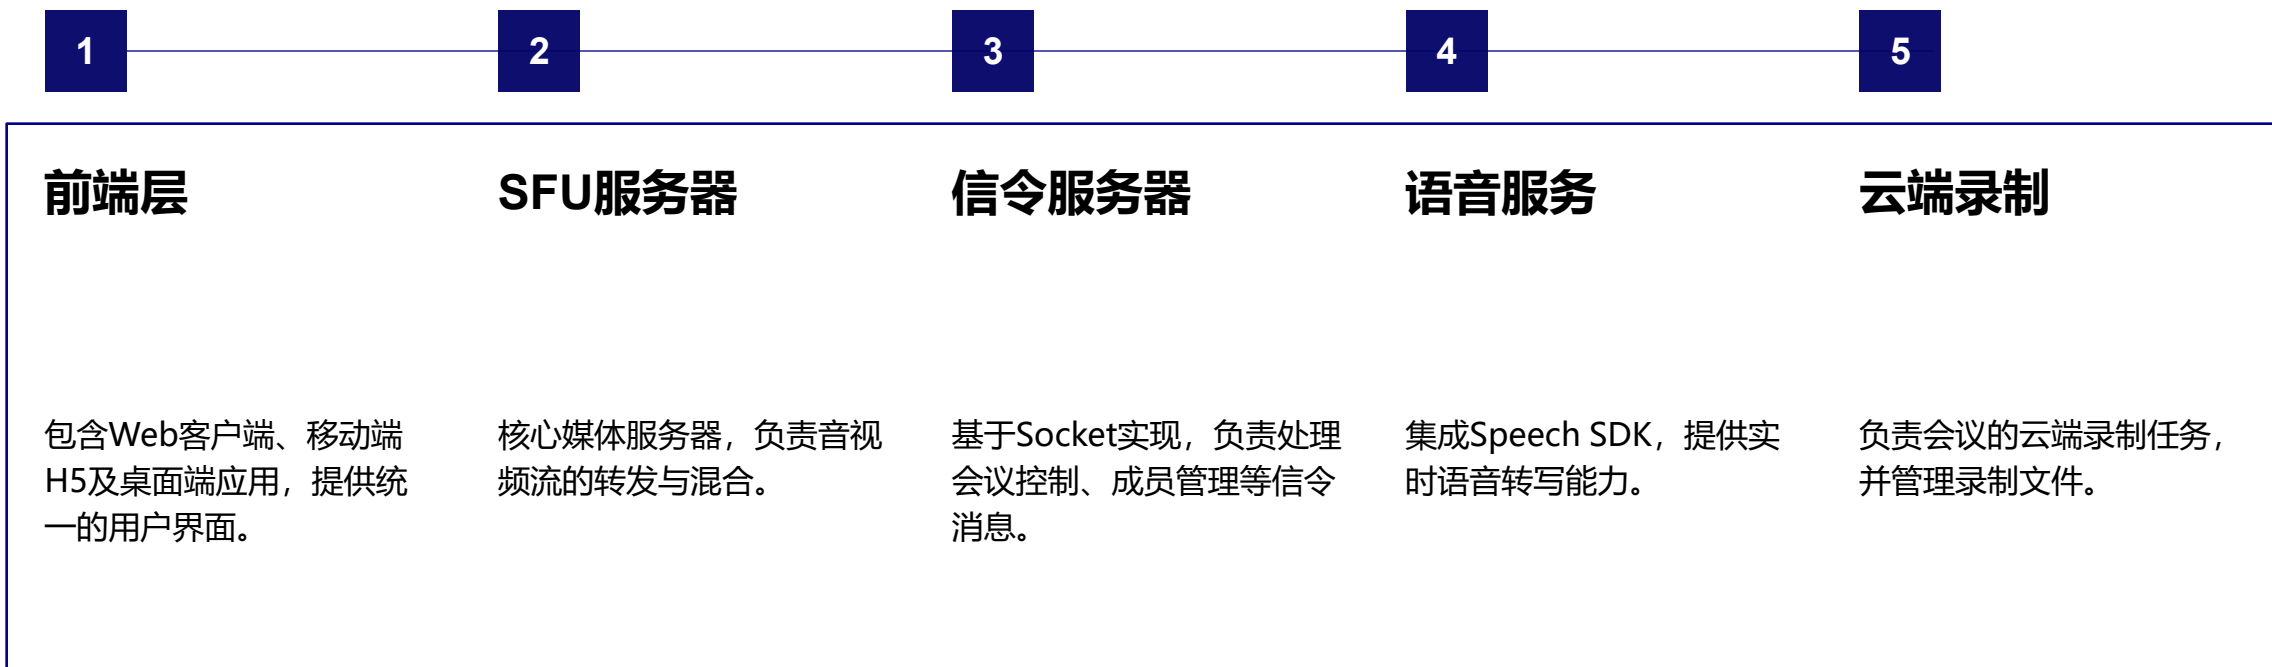 1
2
3
4
5
前端层
SFU服务器
信令服务器
语音服务
云端录制
包含Web客户端、移动端
H5及桌面端应用，提供统
一的用户界面。
核心媒体服务器，负责音视
频流的转发与混合。
基于Socket实现，负责处理
会议控制、成员管理等信令
消息。
集成Speech SDK，提供实
时语音转写能力。
负责会议的云端录制任务，
并管理录制文件。